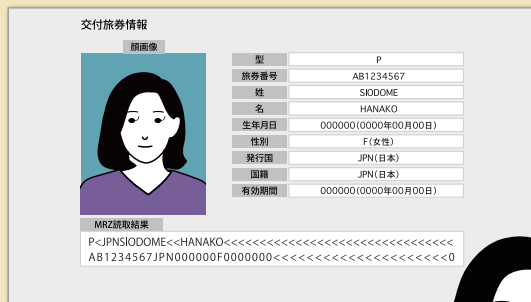 交付旅券情報
顔画像
型 P
旅券番号 AB1234567
姓 SIODOME
名 HANAKO
生年月日 000000(0000年00月00日)
性別 F(女性)
発行国 JPN(日本)
国籍 JPN(日本)
有効期間 000000(0000年00月00日)
MRZ読取結果
P<JPNSIODOME<<HANAKO<<<<<<<<<<<<<<<<<<<<<<<<<<<<<<<<
AB1234567JPN000000F0000000<<<<<<<<<<<<<<<<<<<<<0